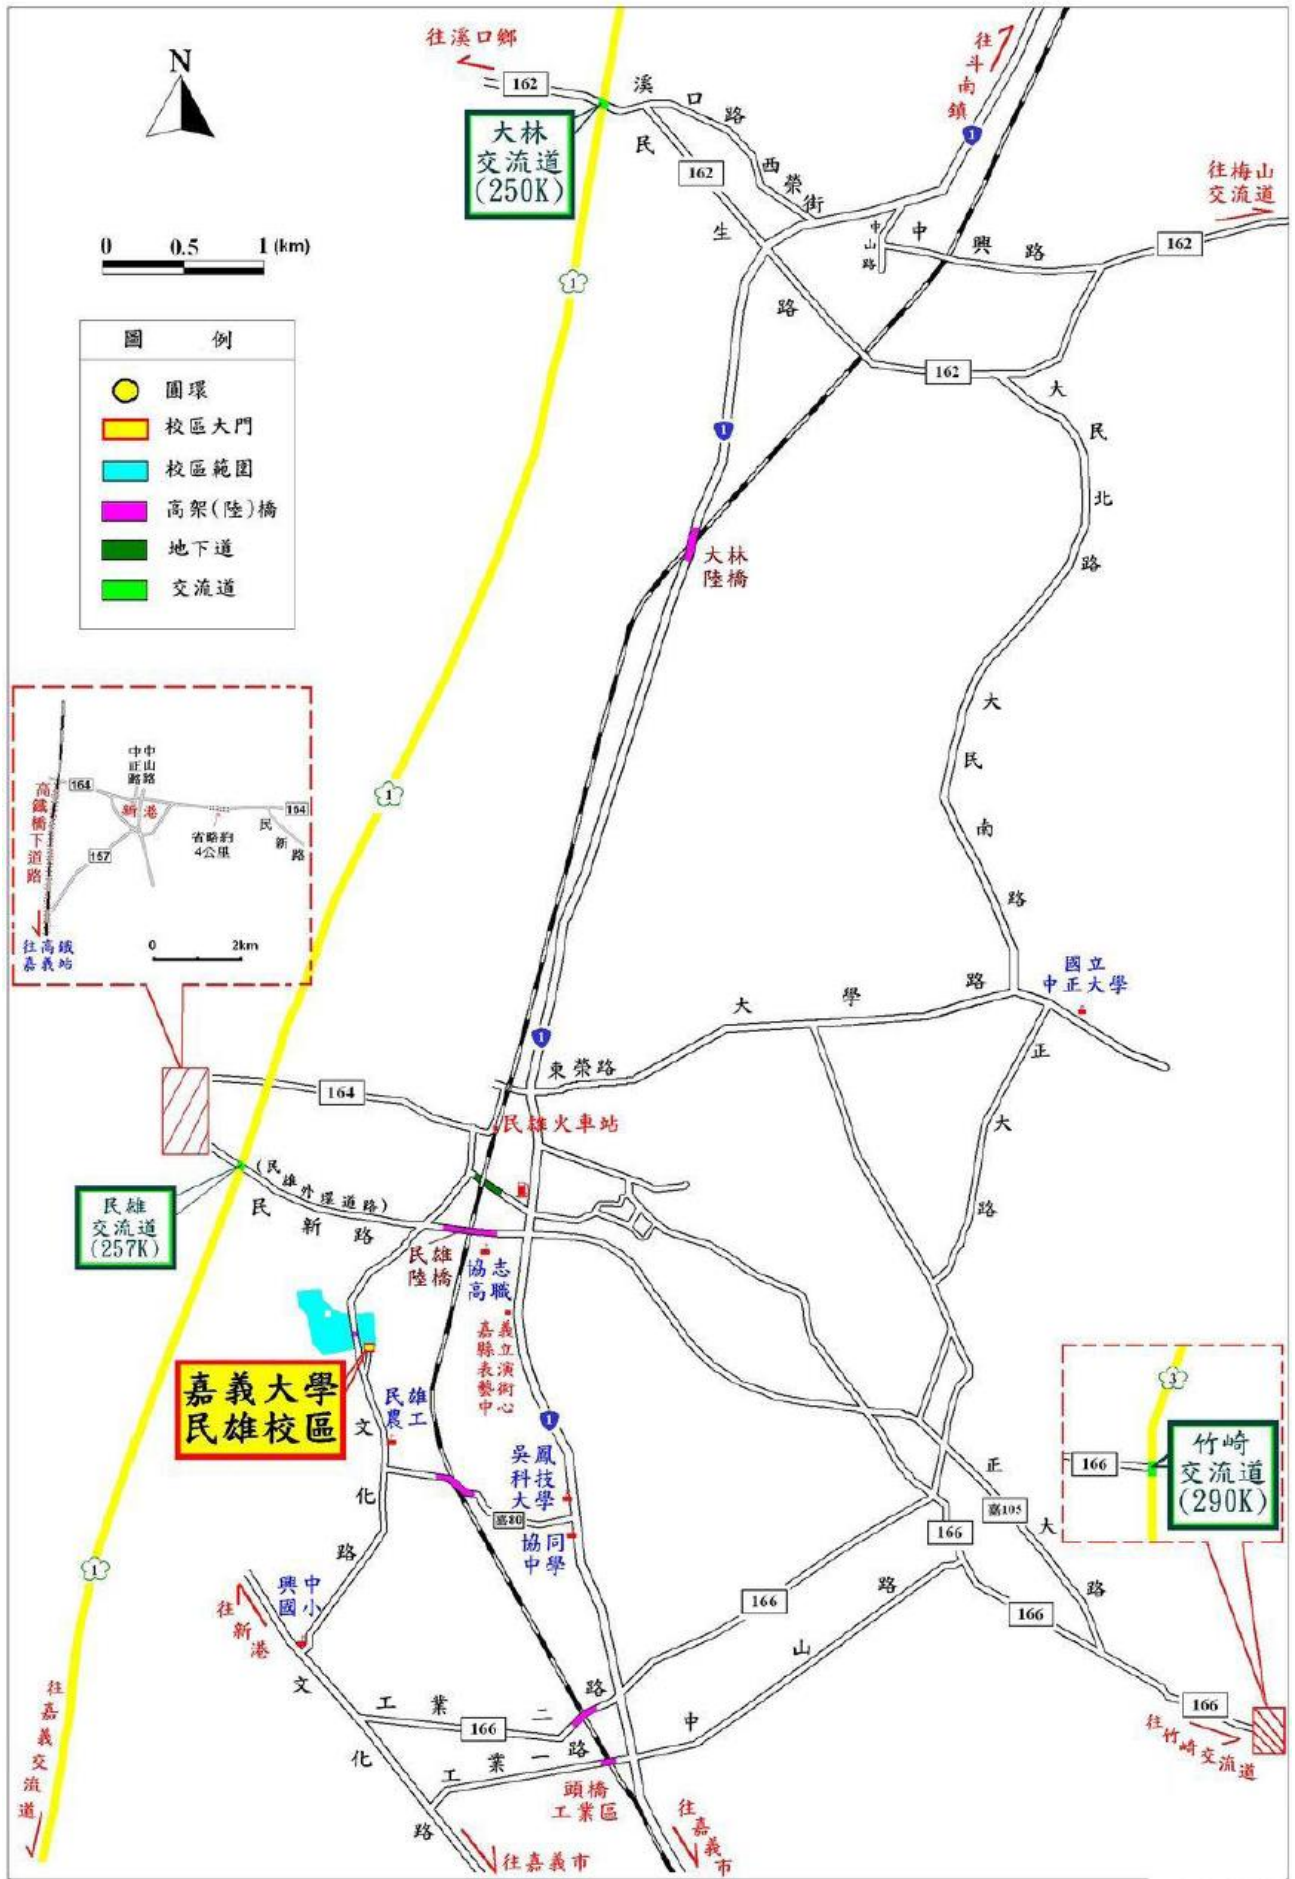 往溪口鄉
往斗南鎮
N
162
溪口路
大林
交流道
(250K)
民生路
162
西榮街
1
往梅山
交流道
中山路
中興路
162
0 0.5 1 (km)
1
圖 例
圓環
校區大門
校區範圍
高架(陸)橋
地下道
交流道
162
1
大民北路
大林
陸橋
大民南路
中正路
中山路
164
新港
164
省略約
4公里
民新路
高鐵橋下道路
157
往高鐵
嘉義站
0 2km
1
國立
中正大學
大學路
1
東榮路
正大路
164
民雄火車站
(民雄外環道路)
民新路
民雄
交流道
(257K)
民雄
陸橋
協志
高職
嘉義
縣立
表演
藝術
中心
嘉義大學
民雄校區
民雄
農工
1
吳鳳
科技
大學
文化路
嘉80
協同
中學
3
166
竹崎
交流道
(290K)
正大路
嘉105
166
1
興中
國小
往新港
166
166
中山路
文化路
工業二路
166
工業一路
166
往竹崎交流道
往嘉義交流道
頭橋
工業區
往嘉義市
往嘉義市